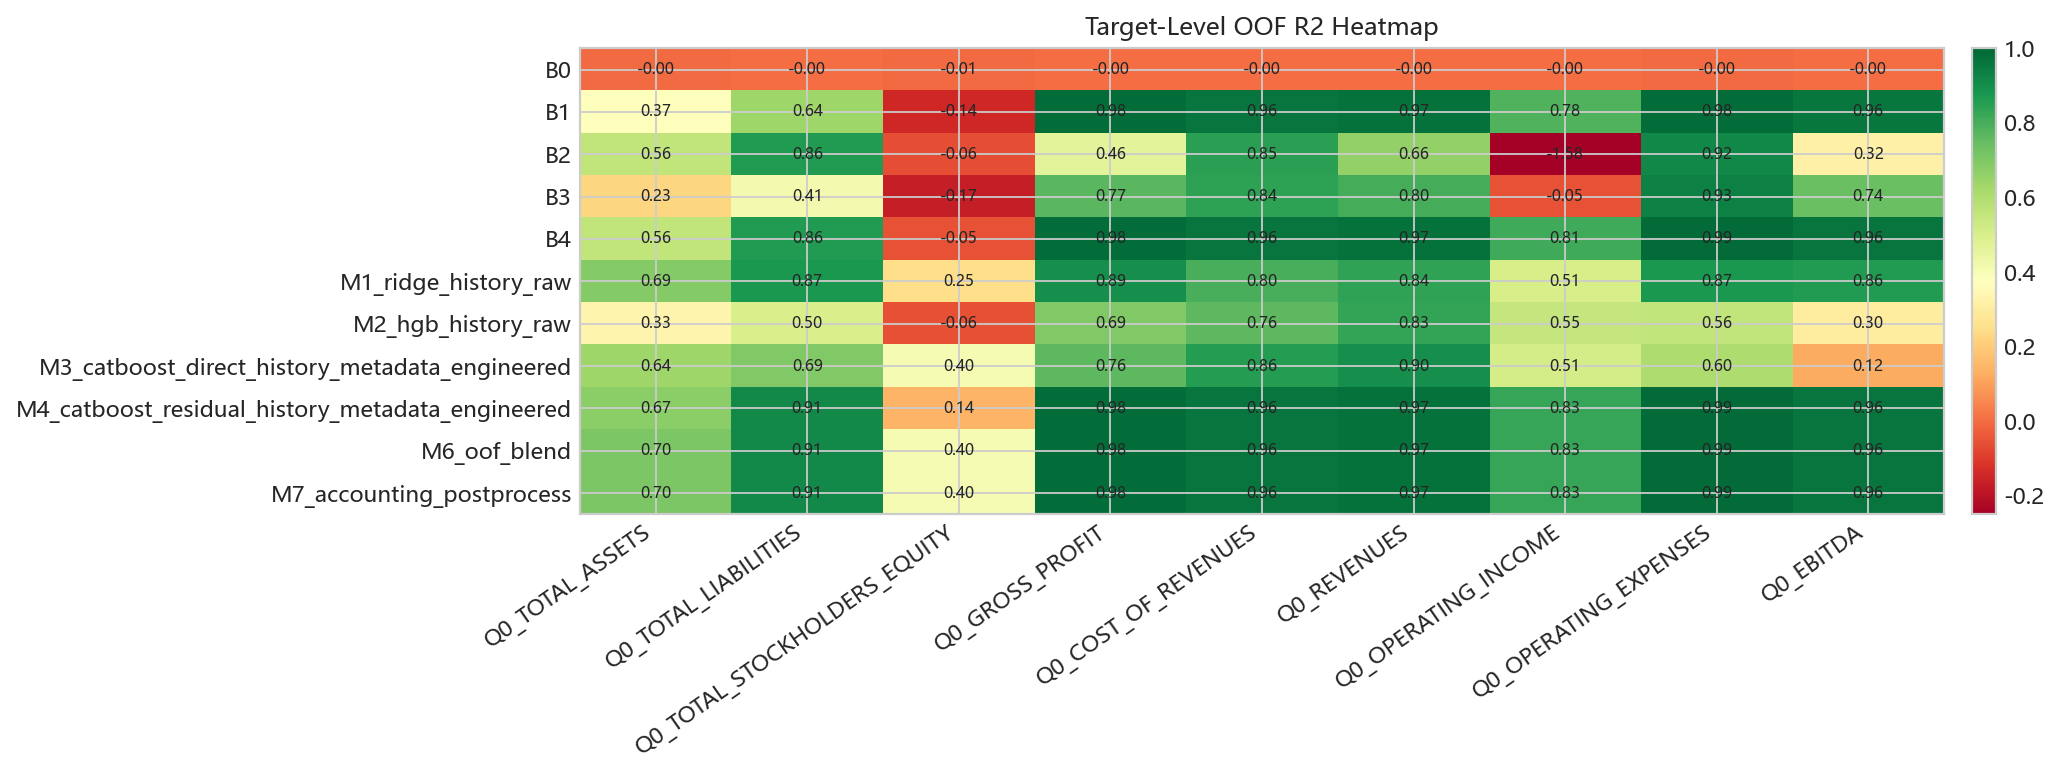 Target-Level OOF R2 Heatmap
B0 -0.00 -0.00 -0.01 -0.00 -0.00 -0.00 -0.00 -0.00 -0.00
B1 0.37 0.64 -0.14 0.98 0.96 0.97 0.78 0.98 0.96
B2 0.56 0.86 -0.06 0.46 0.85 0.66 -1.58 0.92 0.32
B3 0.23 0.41 -0.17 0.77 0.84 0.80 -0.05 0.93 0.74
B4 0.56 0.86 -0.05 0.98 0.96 0.97 0.81 0.99 0.96
M1_ridge_history_raw 0.69 0.87 0.25 0.89 0.80 0.84 0.51 0.87 0.86
M2_hgb_history_raw 0.33 0.50 -0.06 0.69 0.76 0.83 0.55 0.56 0.30
M3_catboost_direct_history_metadata_engineered 0.64 0.69 0.40 0.76 0.86 0.90 0.51 0.60 0.12
M4_catboost_residual_history_metadata_engineered 0.67 0.91 0.14 0.98 0.96 0.97 0.83 0.99 0.96
M6_oof_blend 0.70 0.91 0.40 0.98 0.96 0.97 0.83 0.99 0.96
M7_accounting_postprocess 0.70 0.91 0.40 0.98 0.96 0.97 0.83 0.99 0.96
Q0_TOTAL_ASSETS
Q0_TOTAL_LIABILITIES
Q0_TOTAL_STOCKHOLDERS_EQUITY
Q0_GROSS_PROFIT
Q0_COST_OF_REVENUES
Q0_REVENUES
Q0_OPERATING_INCOME
Q0_OPERATING_EXPENSES
Q0_EBITDA
1.0
0.8
0.6
0.4
0.2
0.0
-0.2